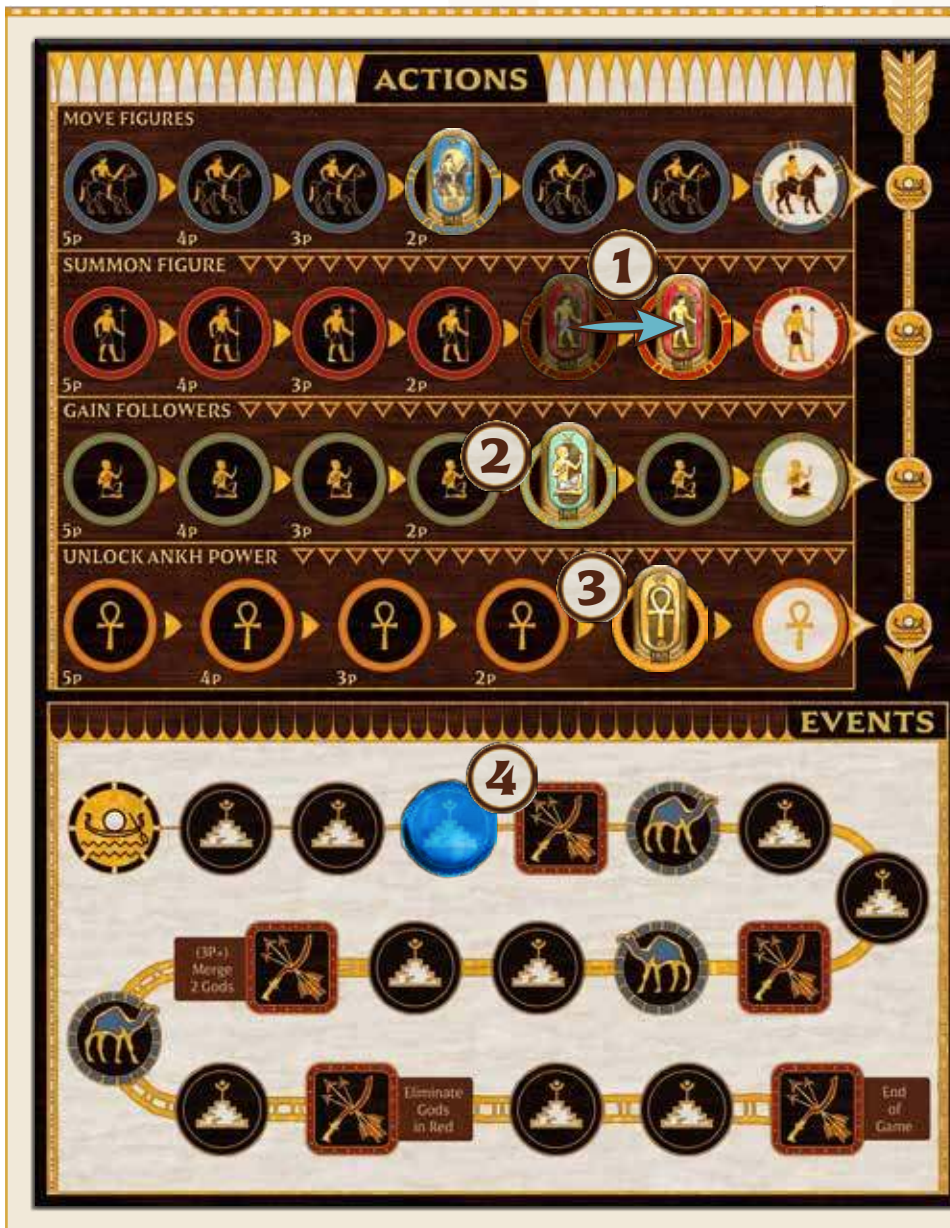 ACTIONS
MOVE FIGURES
5P 4P 3P 2P
SUMMON FIGURE
1
5P 4P 3P 2P
GAIN FOLLOWERS
2
5P 4P 3P 2P
UNLOCK ANKH POWER
3
5P 4P 3P 2P
EVENTS
4
(3P+)
Merge
2 Gods
Eliminate
Gods
in Red
End
of
Game